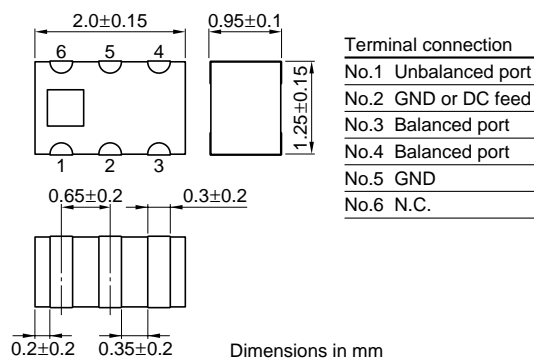 2.0±0.15
0.95±0.1
6 5 4
1.25±0.15
1 2 3
0.65±0.2
0.3±0.2
0.2±0.2
0.35±0.2
Dimensions in mm
Terminal connection
No.1 Unbalanced port
No.2 GND or DC feed
No.3 Balanced port
No.4 Balanced port
No.5 GND
No.6 N.C.